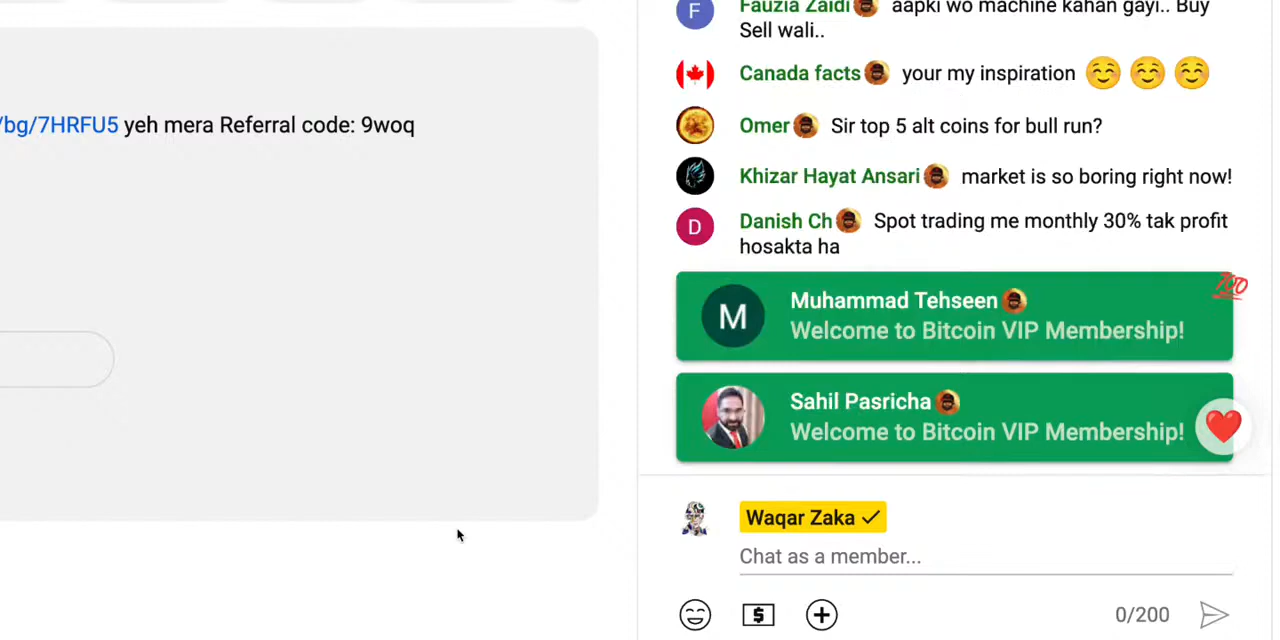 /bg/7HRFU5 yeh mera Referral code: 9woq
F Fauzia Zaidi aapki wo machine kahan gayi.. Buy
Sell wali..
Canada facts your my inspiration ☺️ ☺️ ☺️
Omer Sir top 5 alt coins for bull run?
Khizar Hayat Ansari market is so boring right now!
D Danish Ch Spot trading me monthly 30% tak profit
hosakta ha
M Muhammad Tehseen
Welcome to Bitcoin VIP Membership!
Sahil Pasricha
Welcome to Bitcoin VIP Membership!
Waqar Zaka ✓
Chat as a member...
$ 0/200